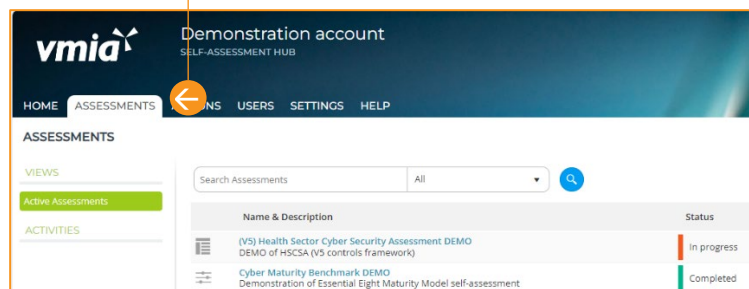 vmia
Demonstration account
SELF-ASSESSMENT HUB
HOME ASSESSMENTS USERS SETTINGS HELP
ASSESSMENTS
VIEWS
Search Assessments All
Active Assessments
Name & Description Status
ACTIVITIES
(V5) Health Sector Cyber Security Assessment DEMO
DEMO of HSCSA (V5 controls framework)
In progress
Cyber Maturity Benchmark DEMO
Demonstration of Essential Eight Maturity Model self-assessment
Completed